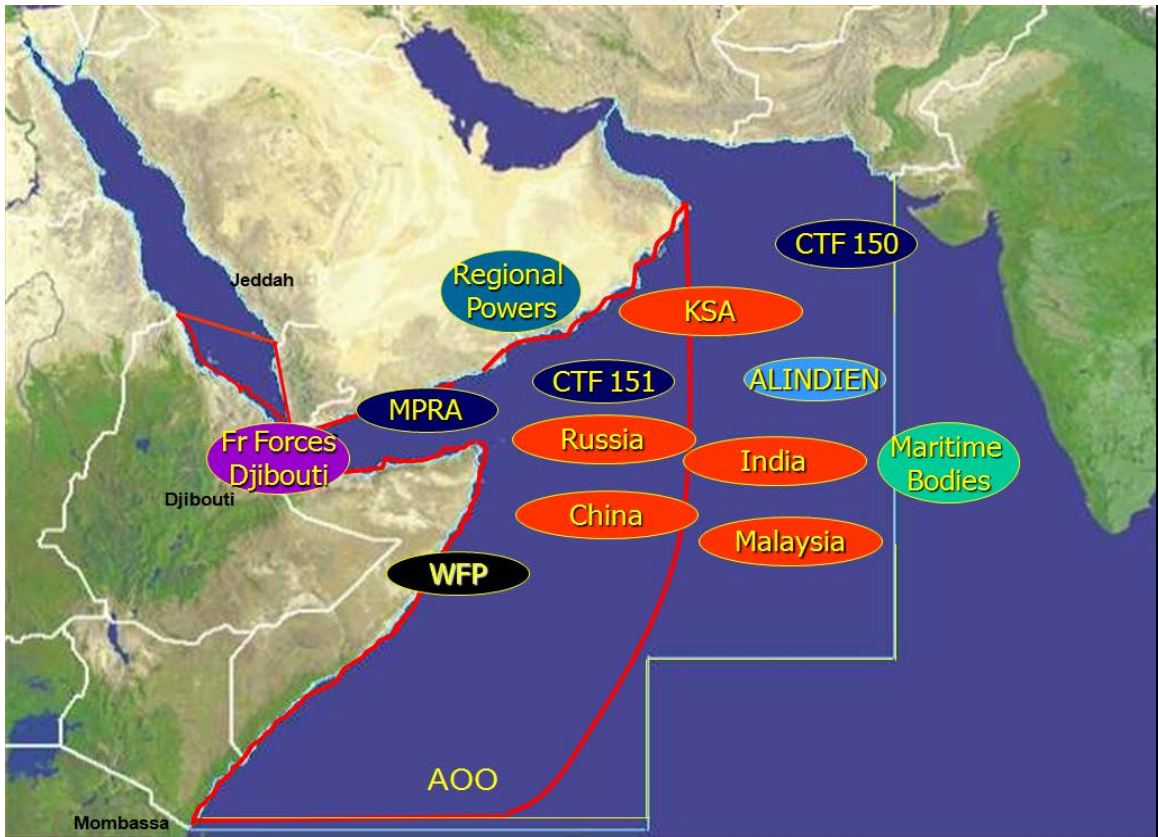 CTF 150
Jeddah
Regional
Powers
KSA
CTF 151
ALINDIEN
MPRA
Fr Forces
Djibouti
Russia
India
Maritime
Bodies
Djibouti
China
Malaysia
WFP
AOO
Mombassa